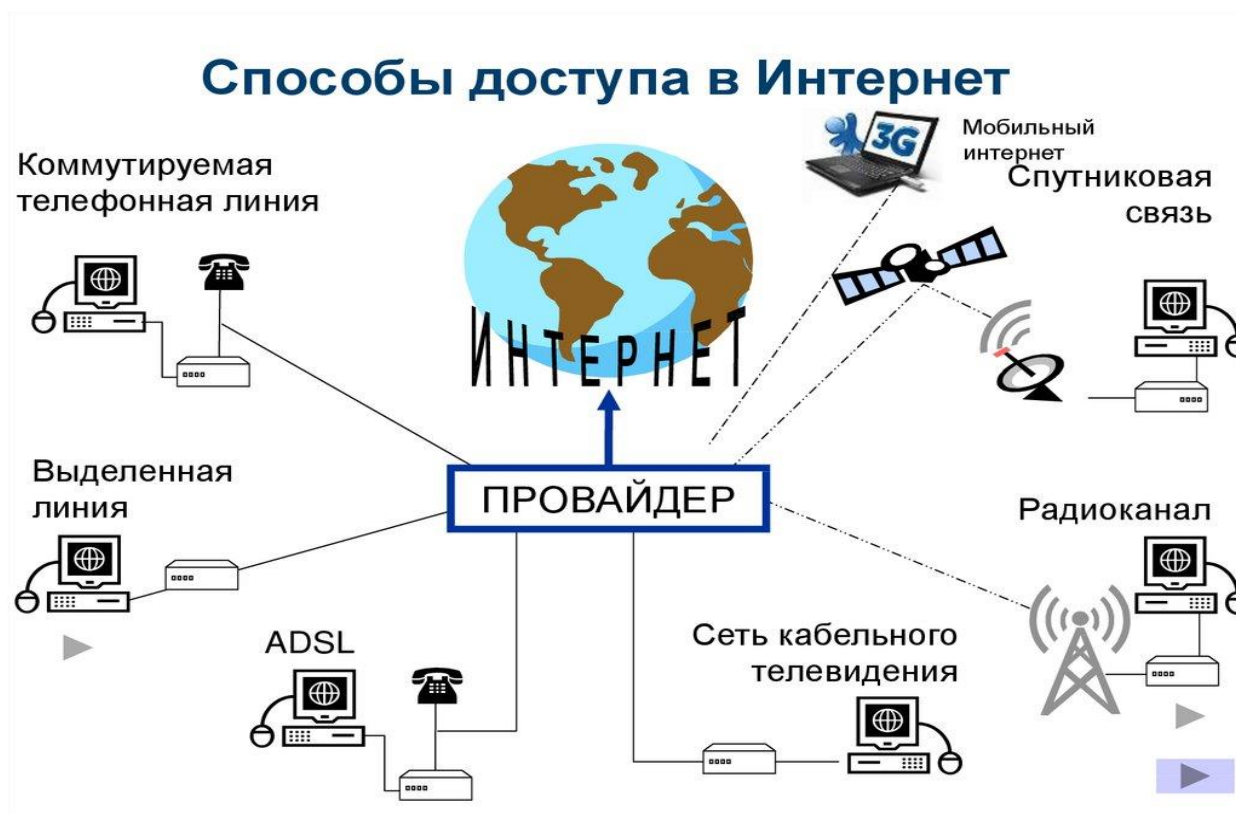 Способы доступа в Интернет
Коммутируемая
телефонная линия
3G
Мобильный
интернет
Спутниковая
связь
ИНТЕРНЕТ
Выделенная
линия
ПРОВАЙДЕР
Радиоканал
ADSL
Сеть кабельного
телевидения